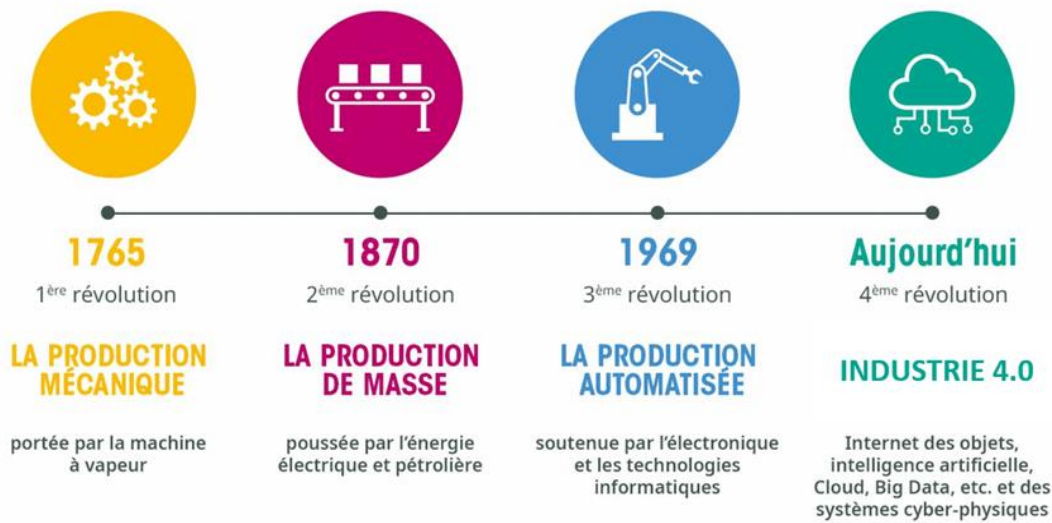 1765
1ère révolution
LA PRODUCTION
MÉCANIQUE
portée par la machine
à vapeur
1870
2ème révolution
LA PRODUCTION
DE MASSE
poussée par l'énergie
électrique et pétrolière
1969
3ème révolution
LA PRODUCTION
AUTOMATISÉE
soutenue par l'électronique
et les technologies
informatiques
Aujourd'hui
4ème révolution
INDUSTRIE 4.0
Internet des objets,
intelligence artificielle,
Cloud, Big Data, etc. et des
systèmes cyber-physiques